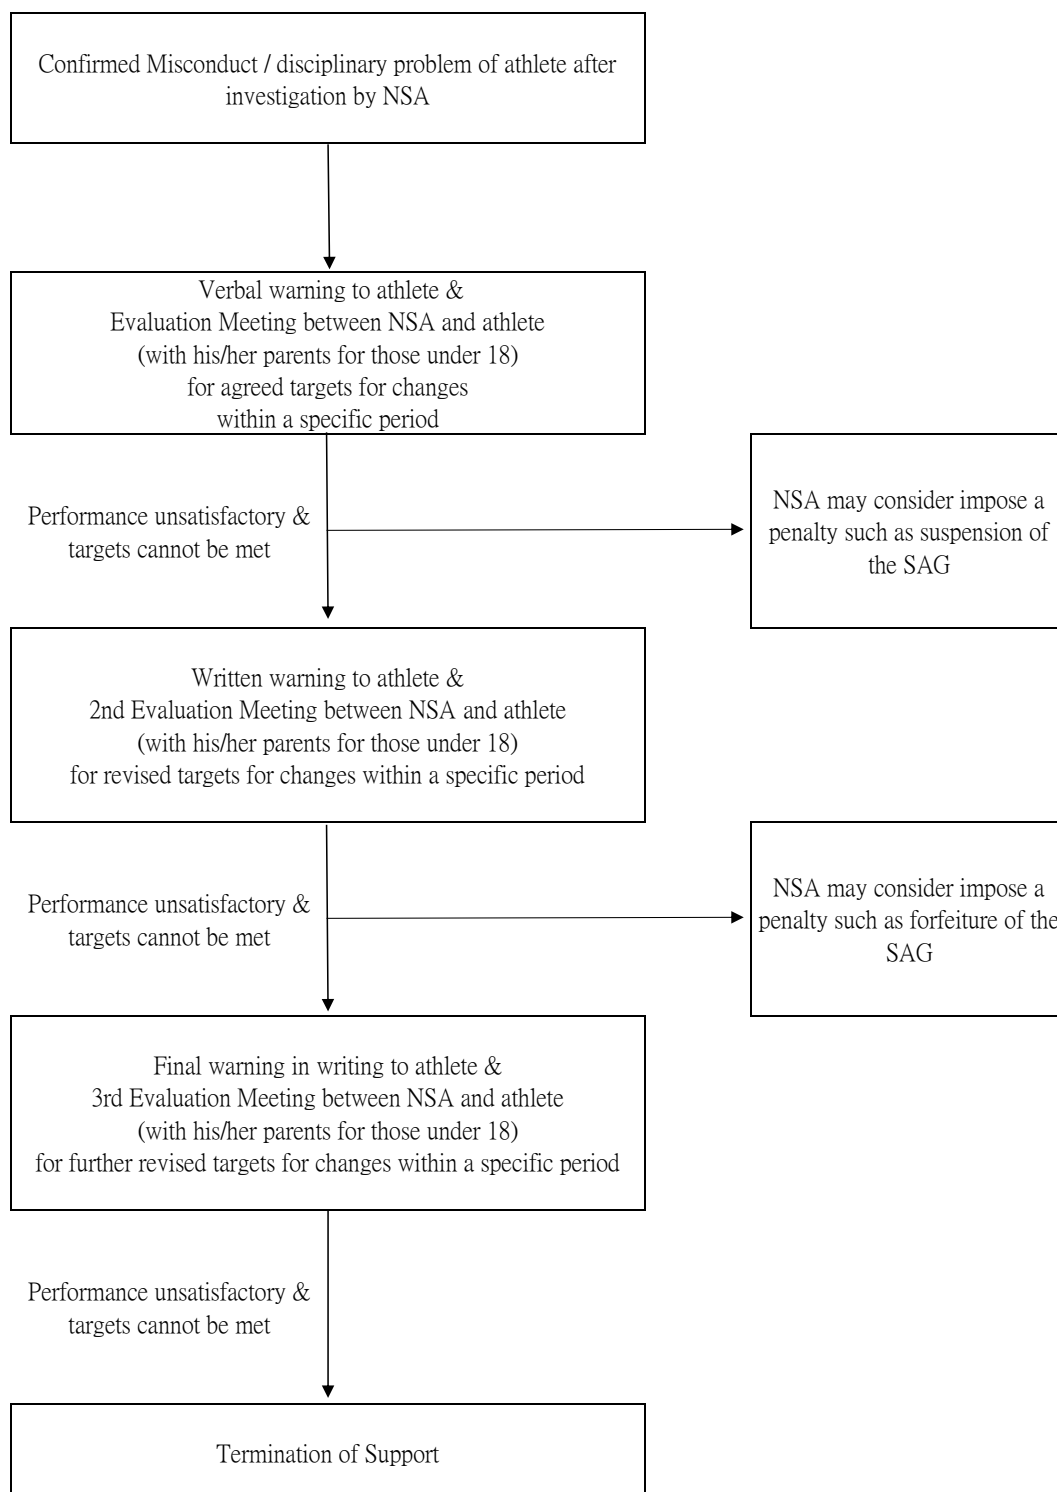 Confirmed Misconduct / disciplinary problem of athlete after
investigation by NSA
Verbal warning to athlete &
Evaluation Meeting between NSA and athlete
(with his/her parents for those under 18)
for agreed targets for changes
within a specific period
Performance unsatisfactory &
targets cannot be met
NSA may consider impose a
penalty such as suspension of
the SAG
Written warning to athlete &
2nd Evaluation Meeting between NSA and athlete
(with his/her parents for those under 18)
for revised targets for changes within a specific period
Performance unsatisfactory &
targets cannot be met
NSA may consider impose a
penalty such as forfeiture of the
SAG
Final warning in writing to athlete &
3rd Evaluation Meeting between NSA and athlete
(with his/her parents for those under 18)
for further revised targets for changes within a specific period
Performance unsatisfactory &
targets cannot be met
Termination of Support